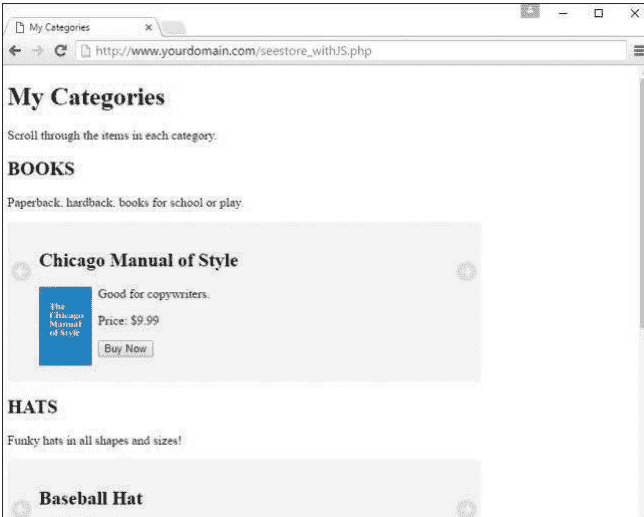 My Categories
http://www.yourdomain.com/seestore_withJS.php
My Categories
Scroll through the items in each category.
BOOKS
Paperback, hardback, books for school or play.
Chicago Manual of Style
The
Chicago
Manual
of Style
Good for copywriters.
Price: $9.99
Buy Now
HATS
Funky hats in all shapes and sizes!
Baseball Hat